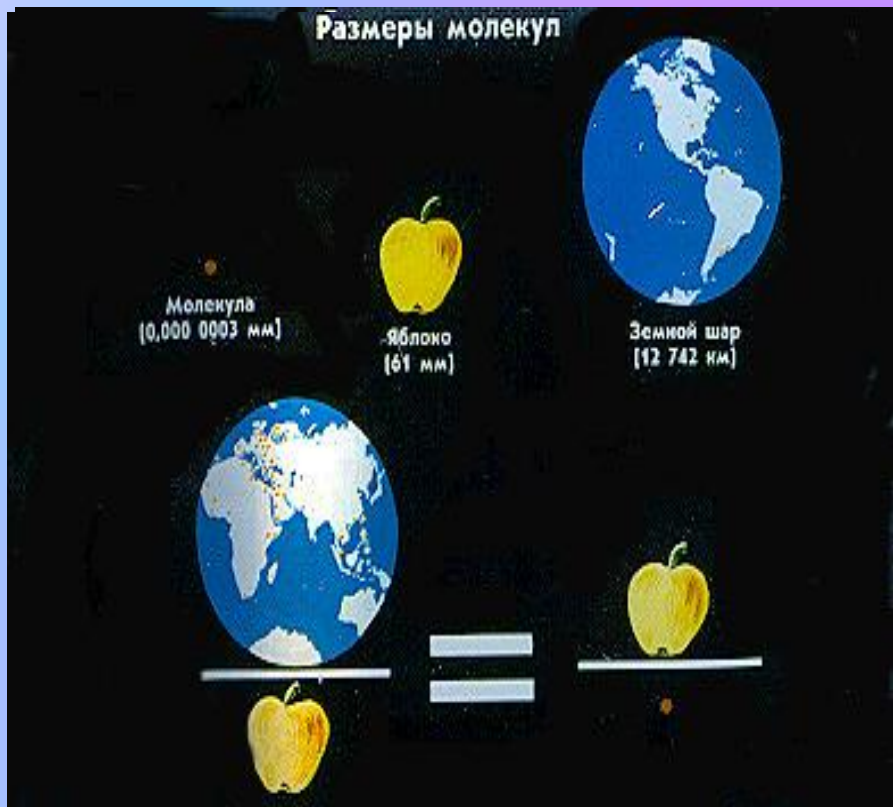 Размеры молекул
Молекула
(0,000 0003 мм)
Яблоко
(61 мм)
Земной шар
(12 742 км)